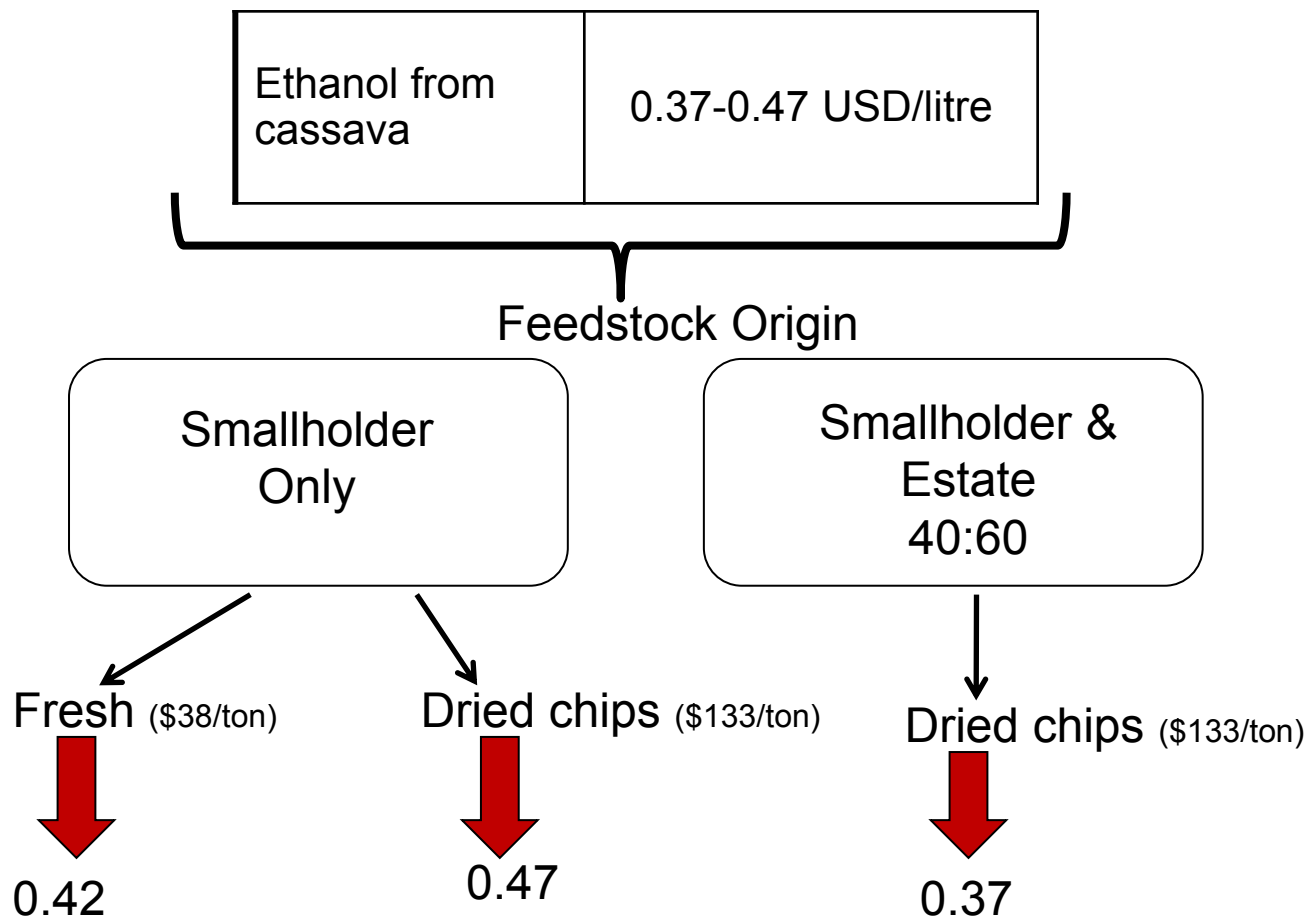 Ethanol from
cassava
0.37-0.47 USD/litre
Feedstock Origin
Smallholder
Only
Smallholder &
Estate
40:60
Fresh ($38/ton)
Dried chips ($133/ton)
Dried chips ($133/ton)
0.42
0.47
0.37